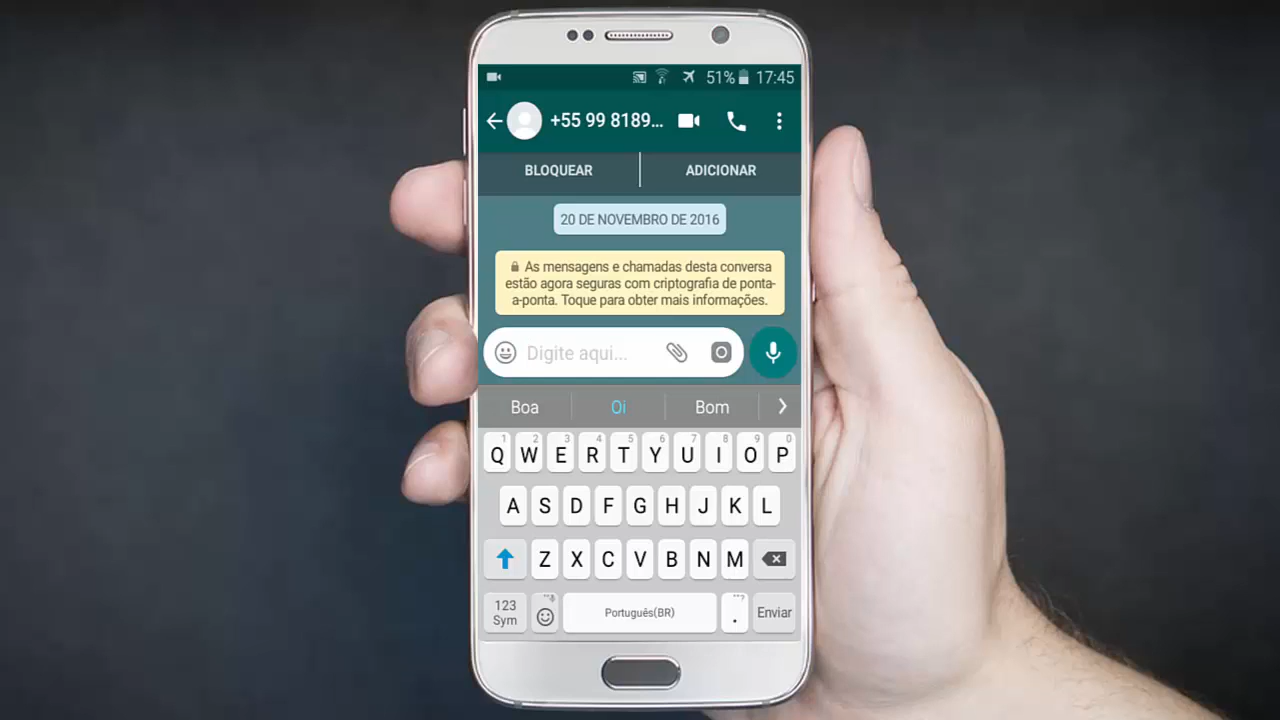 51% 17:45
+55 99 8189...
BLOQUEAR ADICIONAR
20 DE NOVEMBRO DE 2016
As mensagens e chamadas desta conversa
estão agora seguras com criptografia de ponta-
a-ponta. Toque para obter mais informações.
Digite aqui...
Boa Oi Bom
1 2 3 4 5 6 7 8 9 0
Q W E R T Y U I O P
A S D F G H J K L
Z X C V B N M
123
Sym
Português(BR)
.
Enviar